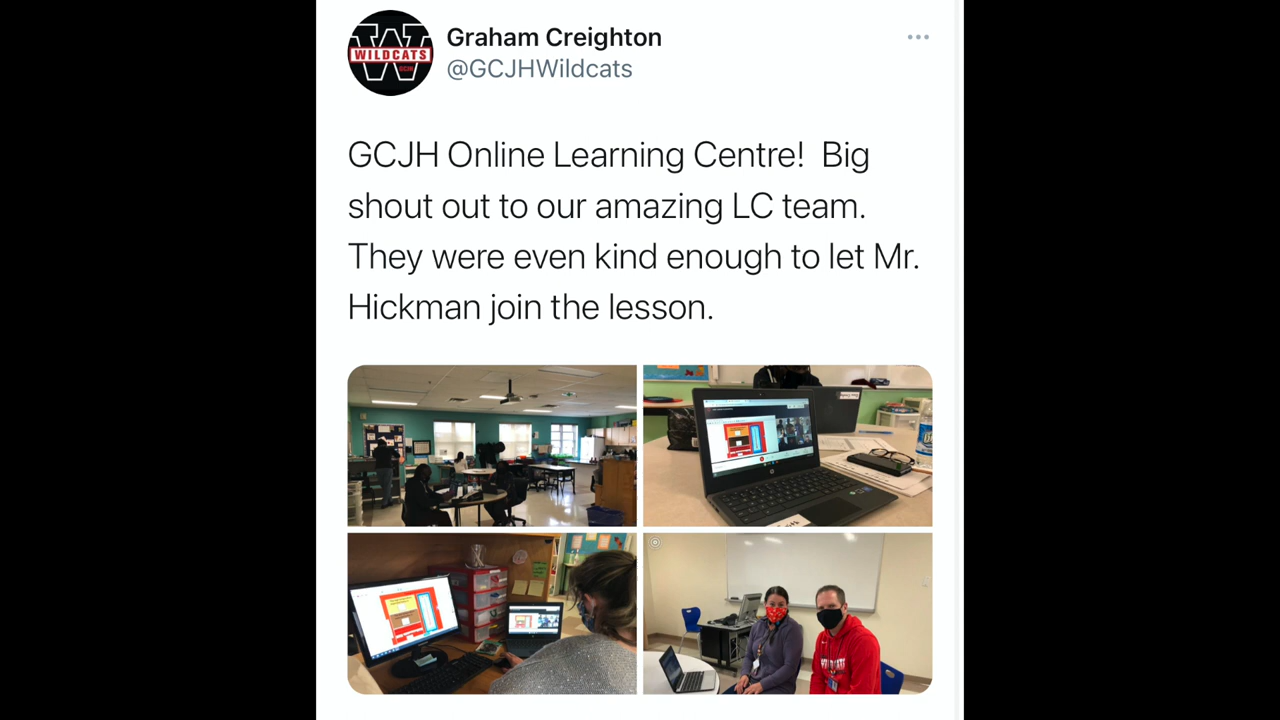 WILDCATS
GCJH
Graham Creighton
@GCJHWildcats
GCJH Online Learning Centre!  Big
shout out to our amazing LC team.
They were even kind enough to let Mr.
Hickman join the lesson.
WILDCATS